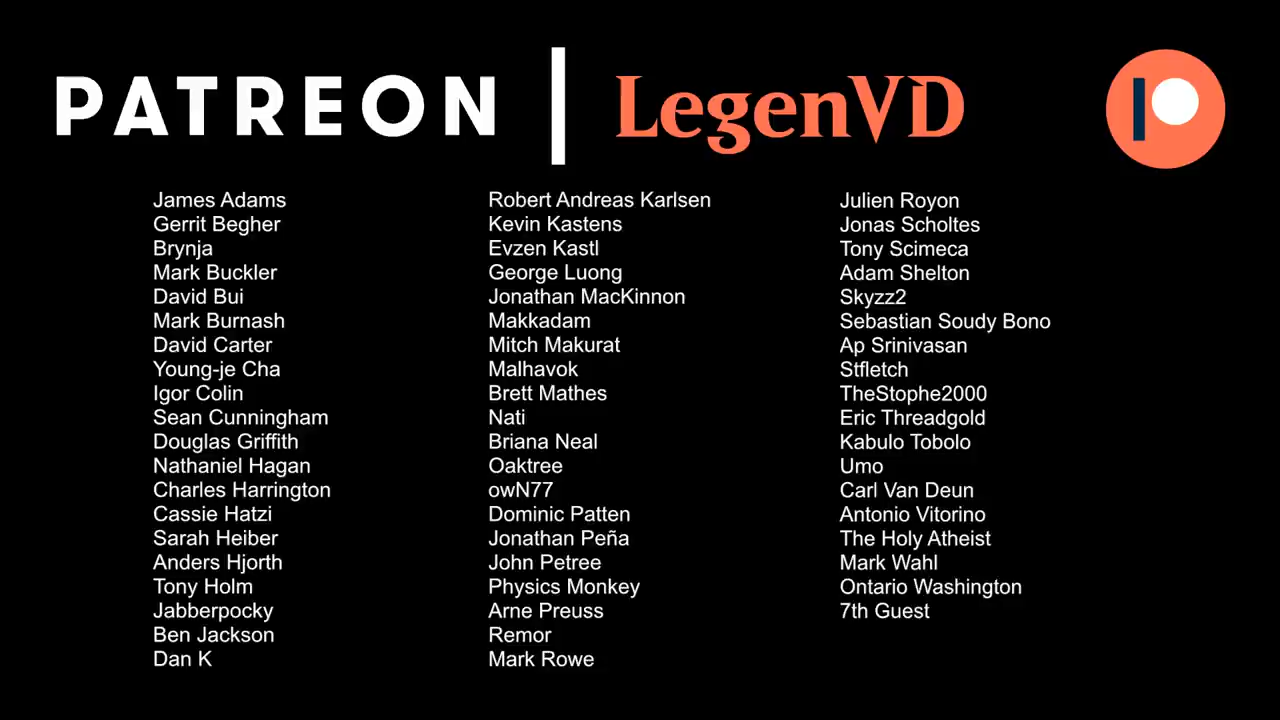 PATREON | LegenVD
James Adams
Gerrit Begher
Brynja
Mark Buckler
David Bui
Mark Burnash
David Carter
Young-je Cha
Igor Colin
Sean Cunningham
Douglas Griffith
Nathaniel Hagan
Charles Harrington
Cassie Hatzi
Sarah Heiber
Anders Hjorth
Tony Holm
Jabberpocky
Ben Jackson
Dan K
Robert Andreas Karlsen
Kevin Kastens
Evzen Kastl
George Luong
Jonathan MacKinnon
Makkadam
Mitch Makurat
Malhavok
Brett Mathes
Nati
Briana Neal
Oaktree
owN77
Dominic Patten
Jonathan Peña
John Petree
Physics Monkey
Arne Preuss
Remor
Mark Rowe
Julien Royon
Jonas Scholtes
Tony Scimeca
Adam Shelton
Skyzz2
Sebastian Soudy Bono
Ap Srinivasan
Stfletch
TheStophe2000
Eric Threadgold
Kabulo Tobolo
Umo
Carl Van Deun
Antonio Vitorino
The Holy Atheist
Mark Wahl
Ontario Washington
7th Guest